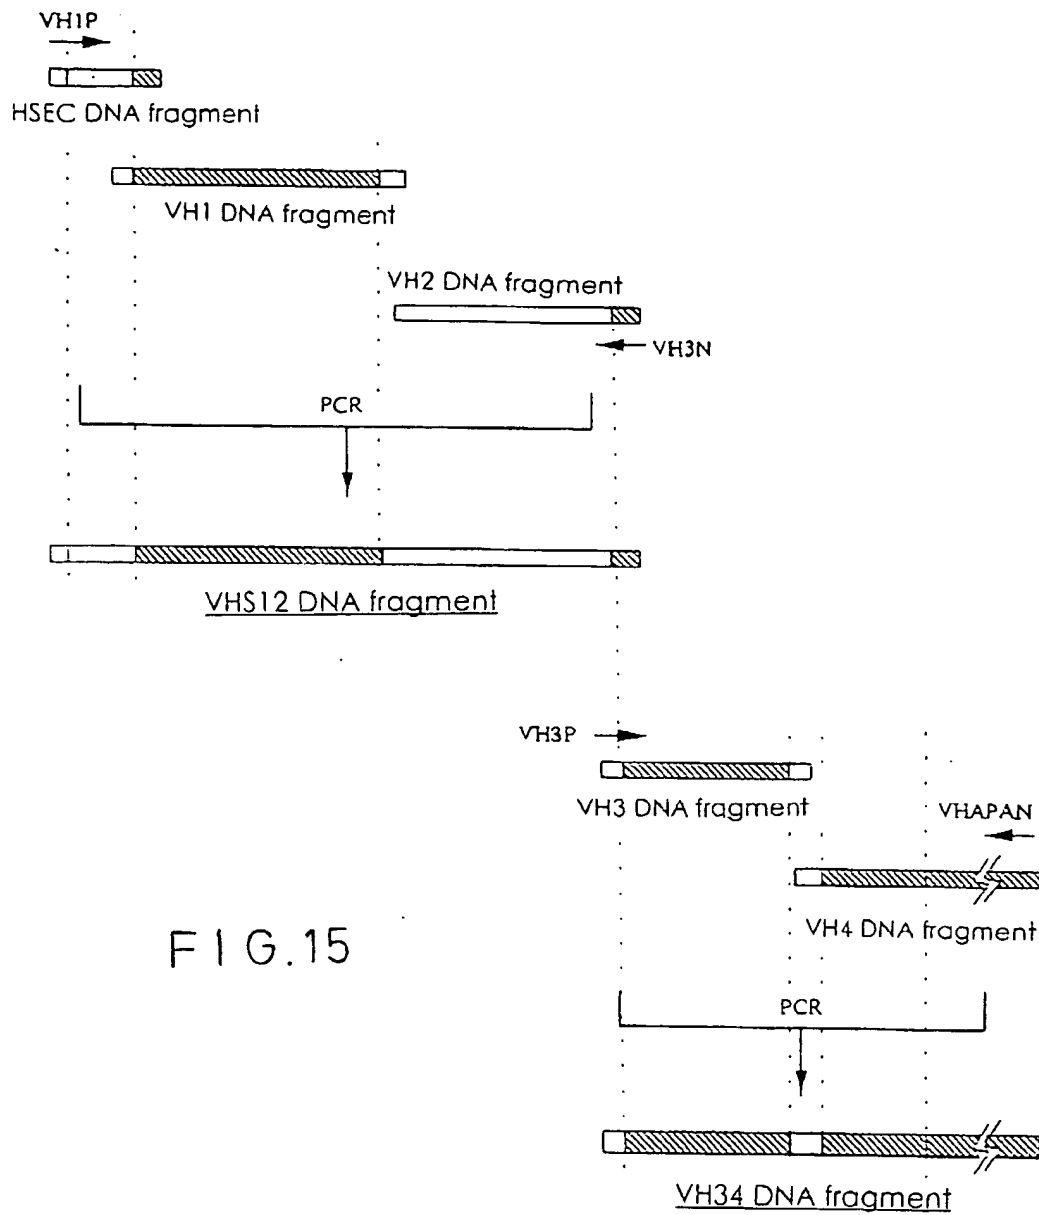 VH1P
HSEC DNA fragment
VH1 DNA fragment
VH2 DNA fragment
VH3N
PCR
VHS12 DNA fragment
VH3P
VH3 DNA fragment
VHAPAN
VH4 DNA fragment
FIG.15
PCR
VH34 DNA fragment